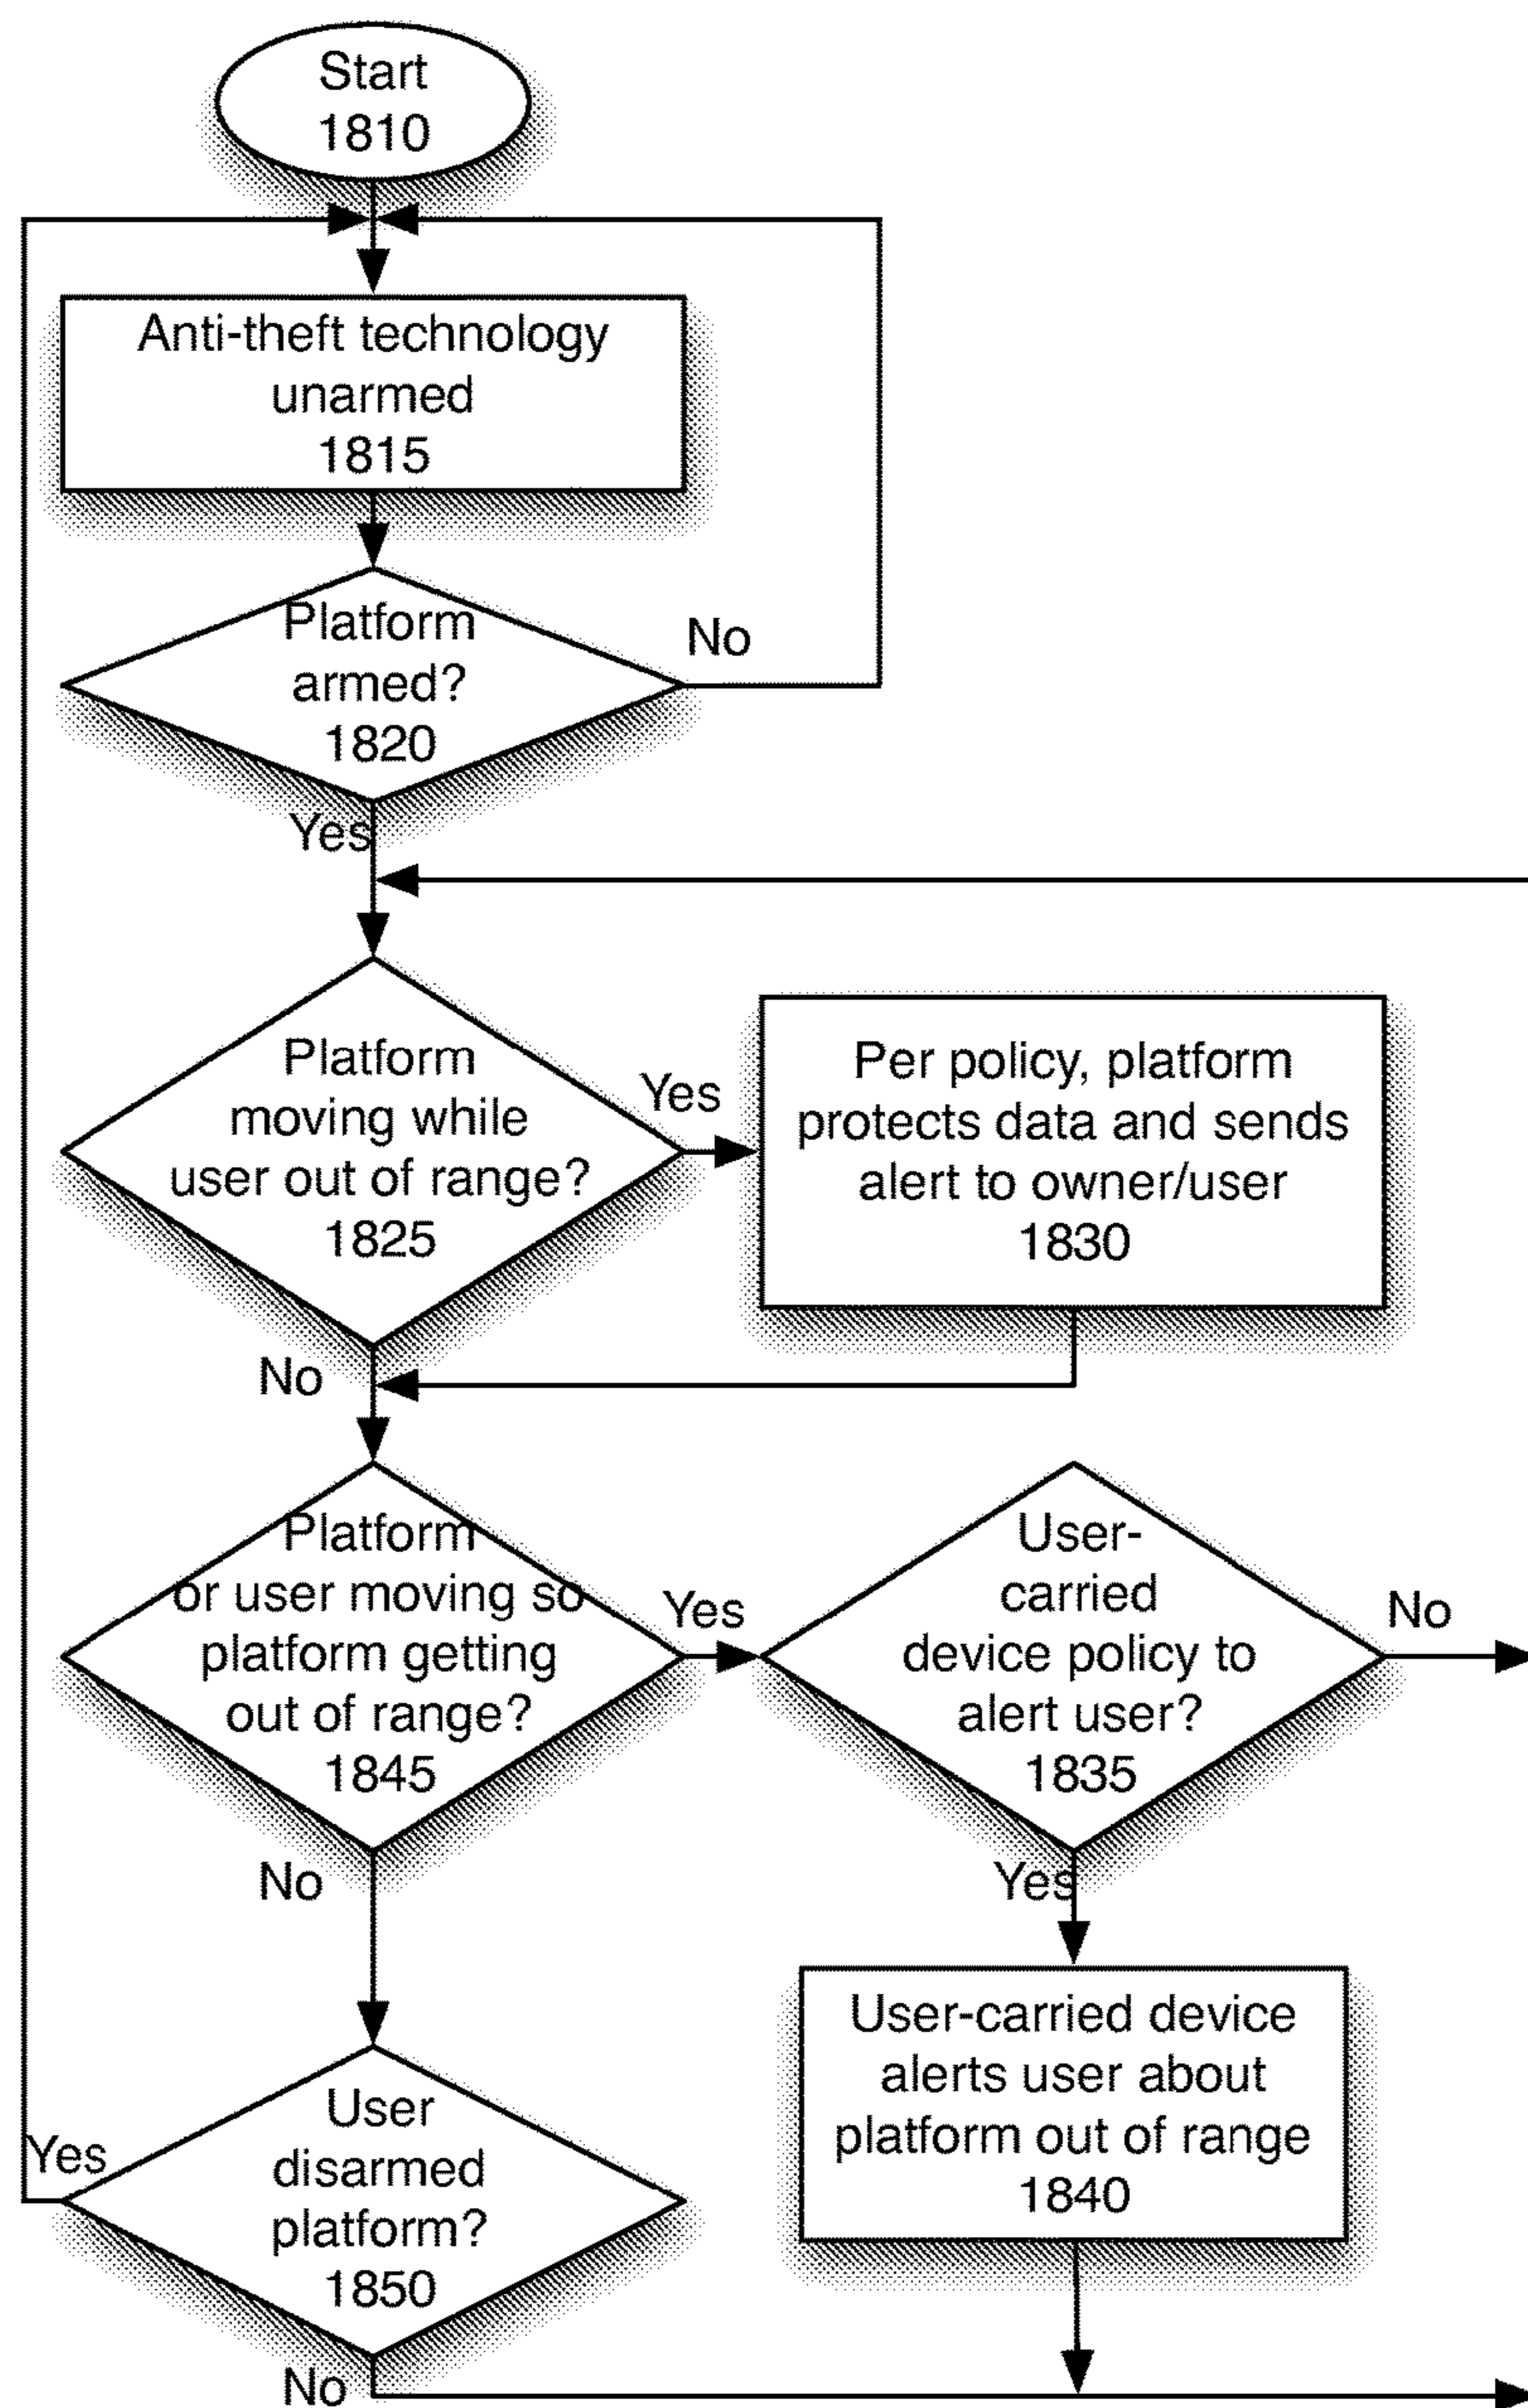 Start
1810
Anti-theft technology
unarmed
1815
Platform
armed?
1820
No
Yes
Platform
moving while
user out of range?
1825
Yes
Per policy, platform
protects data and sends
alert to owner/user
1830
No
Platform
or user moving so
platform getting
out of range?
1845
Yes
User-
carried
device policy to
alert user?
1835
No
No
Yes
User-carried device
alerts user about
platform out of range
1840
User
disarmed
platform?
1850
Yes
No